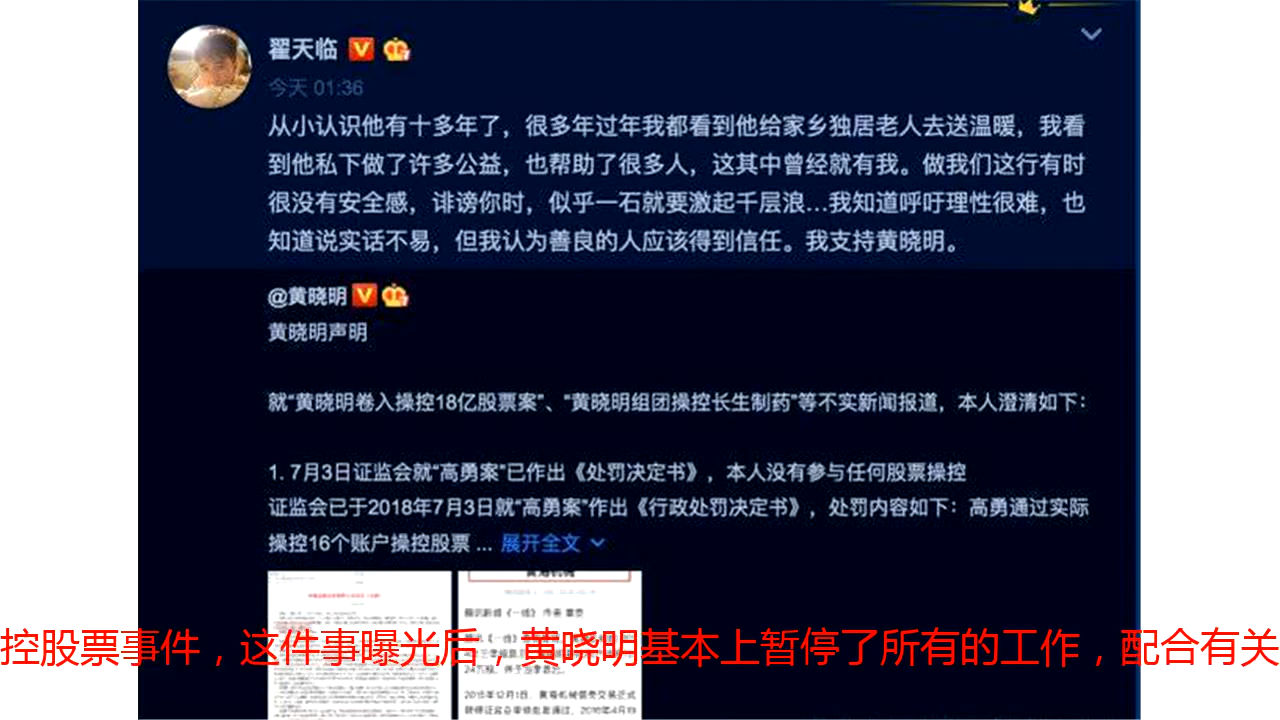 翟天临
今天 01:36
从小认识他有十多年了，很多年过年我都看到他给家乡独居老人去送温暖，我看
到他私下做了许多公益，也帮助了很多人，这其中曾经就有我。做我们这行有时
很没有安全感，诽谤你时，似乎一石就要激起千层浪...我知道呼吁理性很难，也
知道说实话不易，但我认为善良的人应该得到信任。我支持黄晓明。
@黄晓明
黄晓明声明
就“黄晓明卷入操控18亿股票案”、“黄晓明组团操控长生制药”等不实新闻报道，本人澄清如下：
1. 7月3日证监会就“高勇案”已作出《处罚决定书》，本人没有参与任何股票操控
证监会已于2018年7月3日就“高勇案”作出《行政处罚决定书》，处罚内容如下：高勇通过实际
操控16个账户操控股票 ... 展开全文
控股票事件，这件事曝光后，黄晓明基本上暂停了所有的工作，配合有关